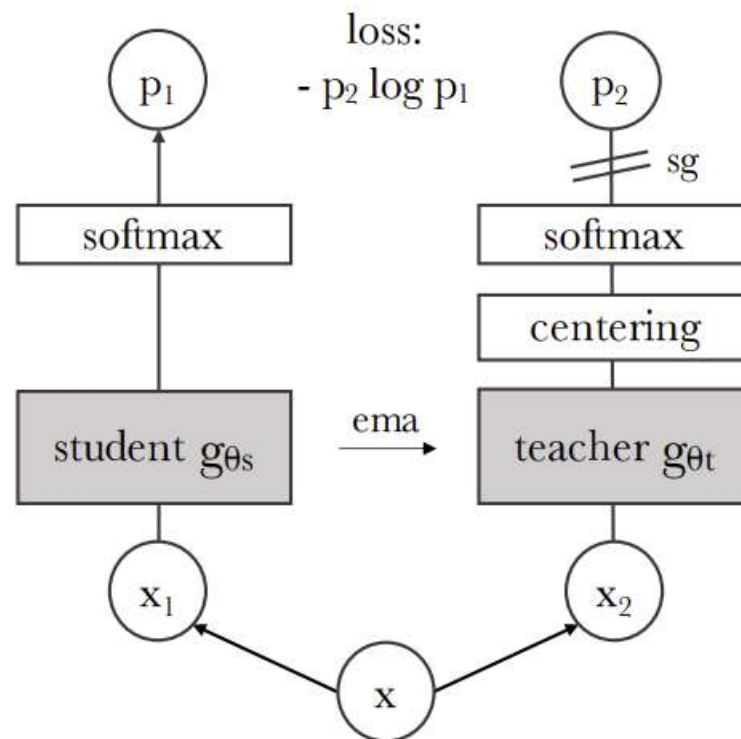 loss:
p₁ - p₂ log p₁ p₂
sg
softmax softmax
centering
student gθs ema teacher gθt
x₁ x₂
x